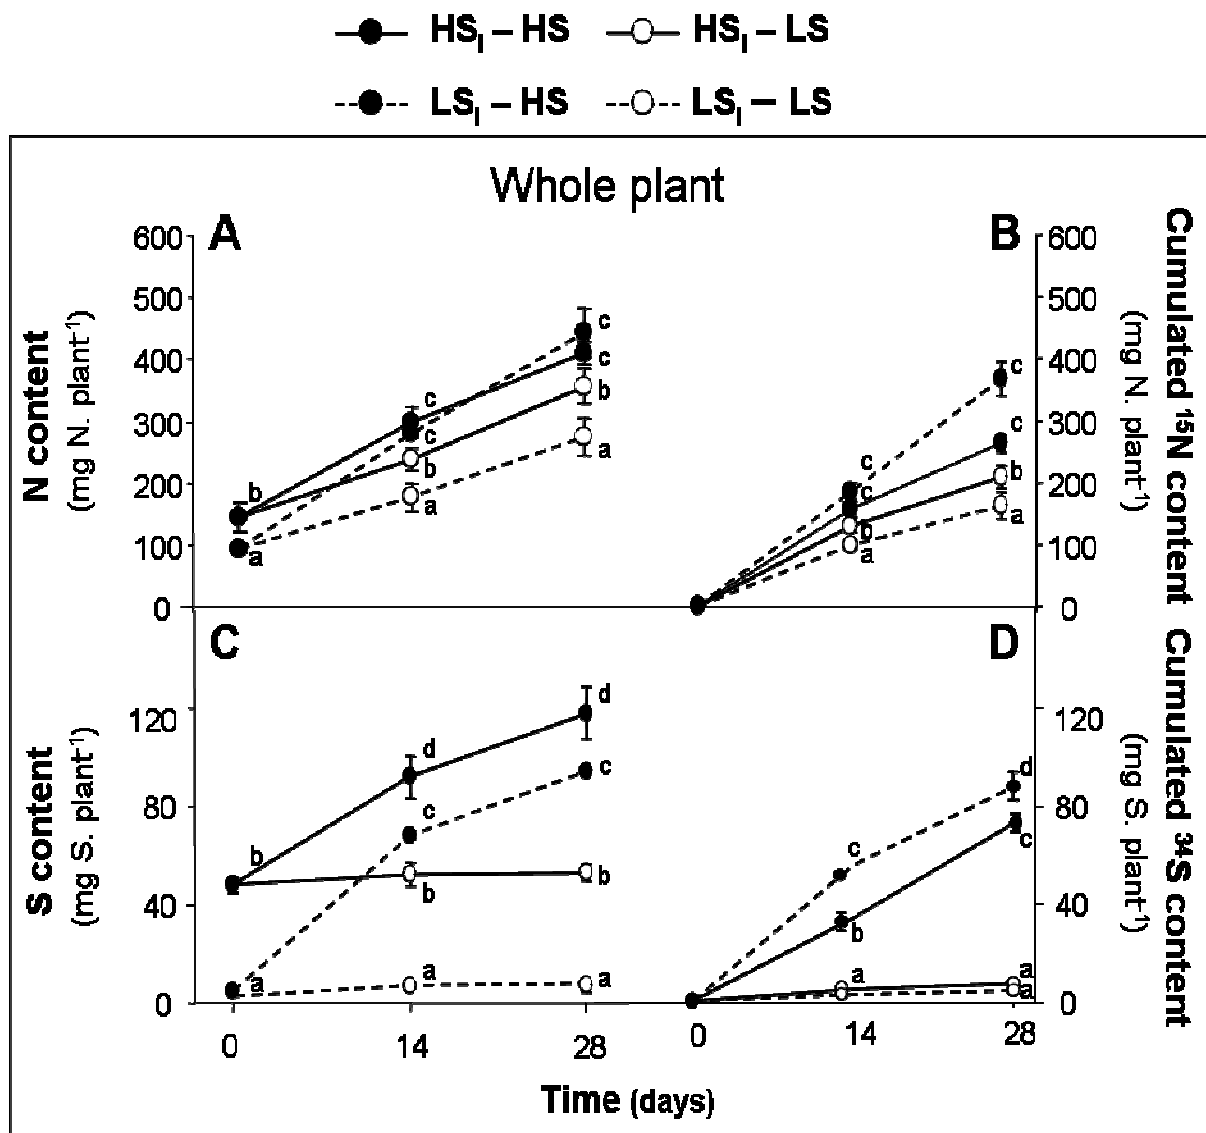 HSI – HS HSI – LS
LSI – HS LSI – LS
Whole plant
A
600
500
400
300
200
100
0
N content
(mg N. plant-1)
b
a
c
c
b
a
c
c
b
a
B
600
500
400
300
200
100
0
Cumulated 15N content
(mg N. plant-1)
c
c
b
a
c
c
b
a
C
120
80
40
0
S content
(mg S. plant-1)
b
a
d
c
b
a
d
c
b
a
D
120
80
40
0
Cumulated 34S content
(mg S. plant-1)
c
b
a
d
c
a
a
0 14 28
0 14 28
Time (days)